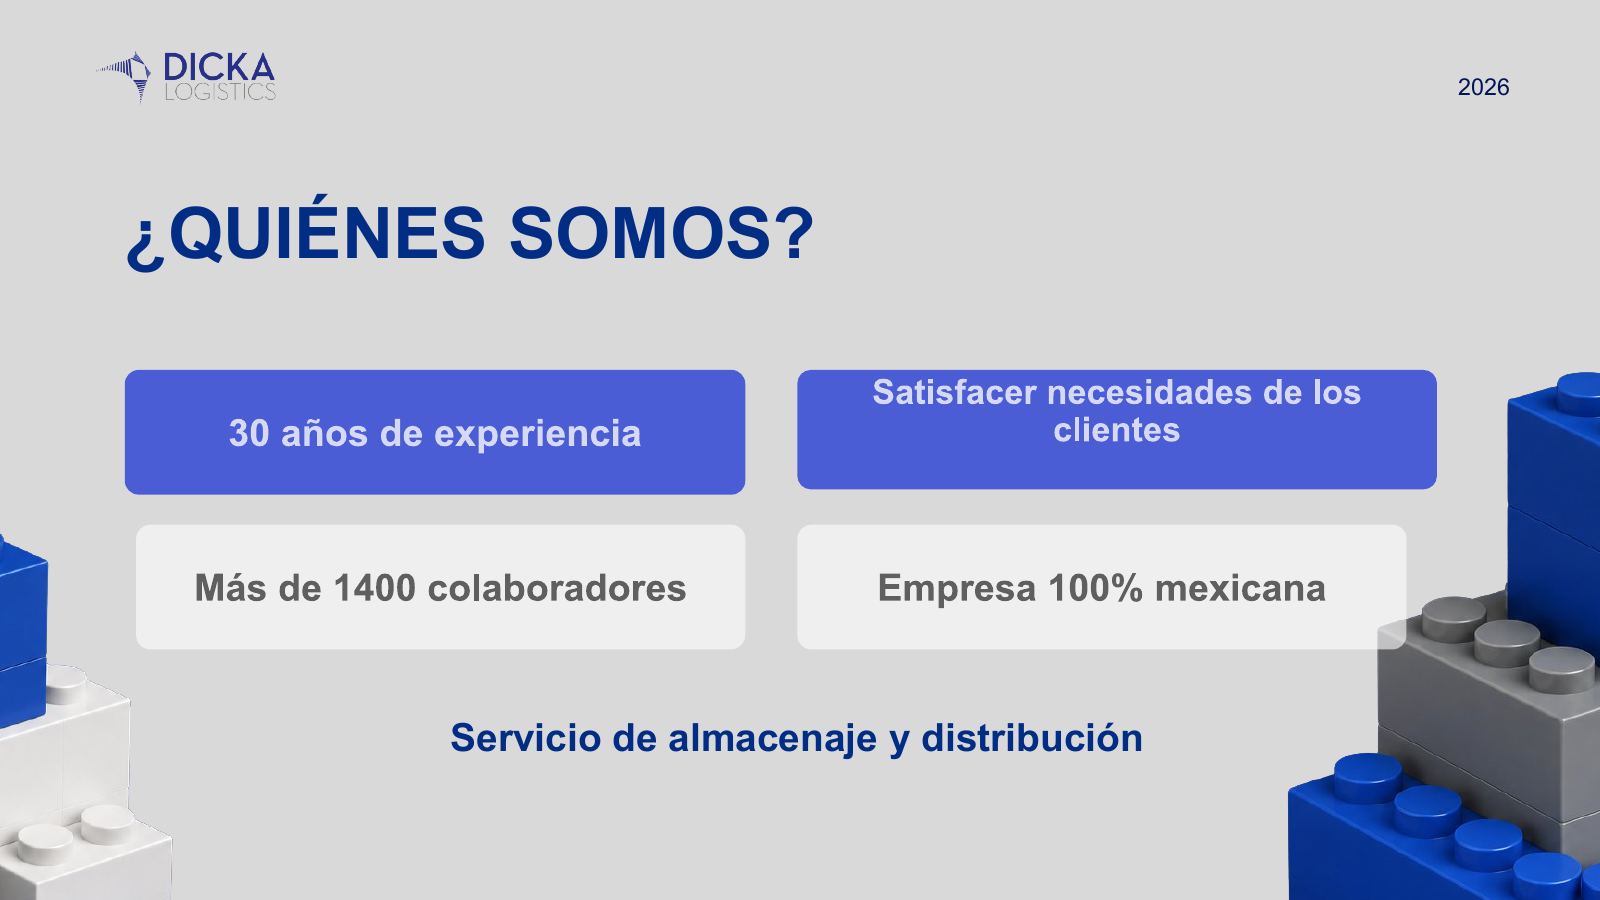 DICKA
LOGISTICS
2026
¿QUIÉNES SOMOS?
30 años de experiencia
Satisfacer necesidades de los
clientes
Más de 1400 colaboradores
Empresa 100% mexicana
Servicio de almacenaje y distribución